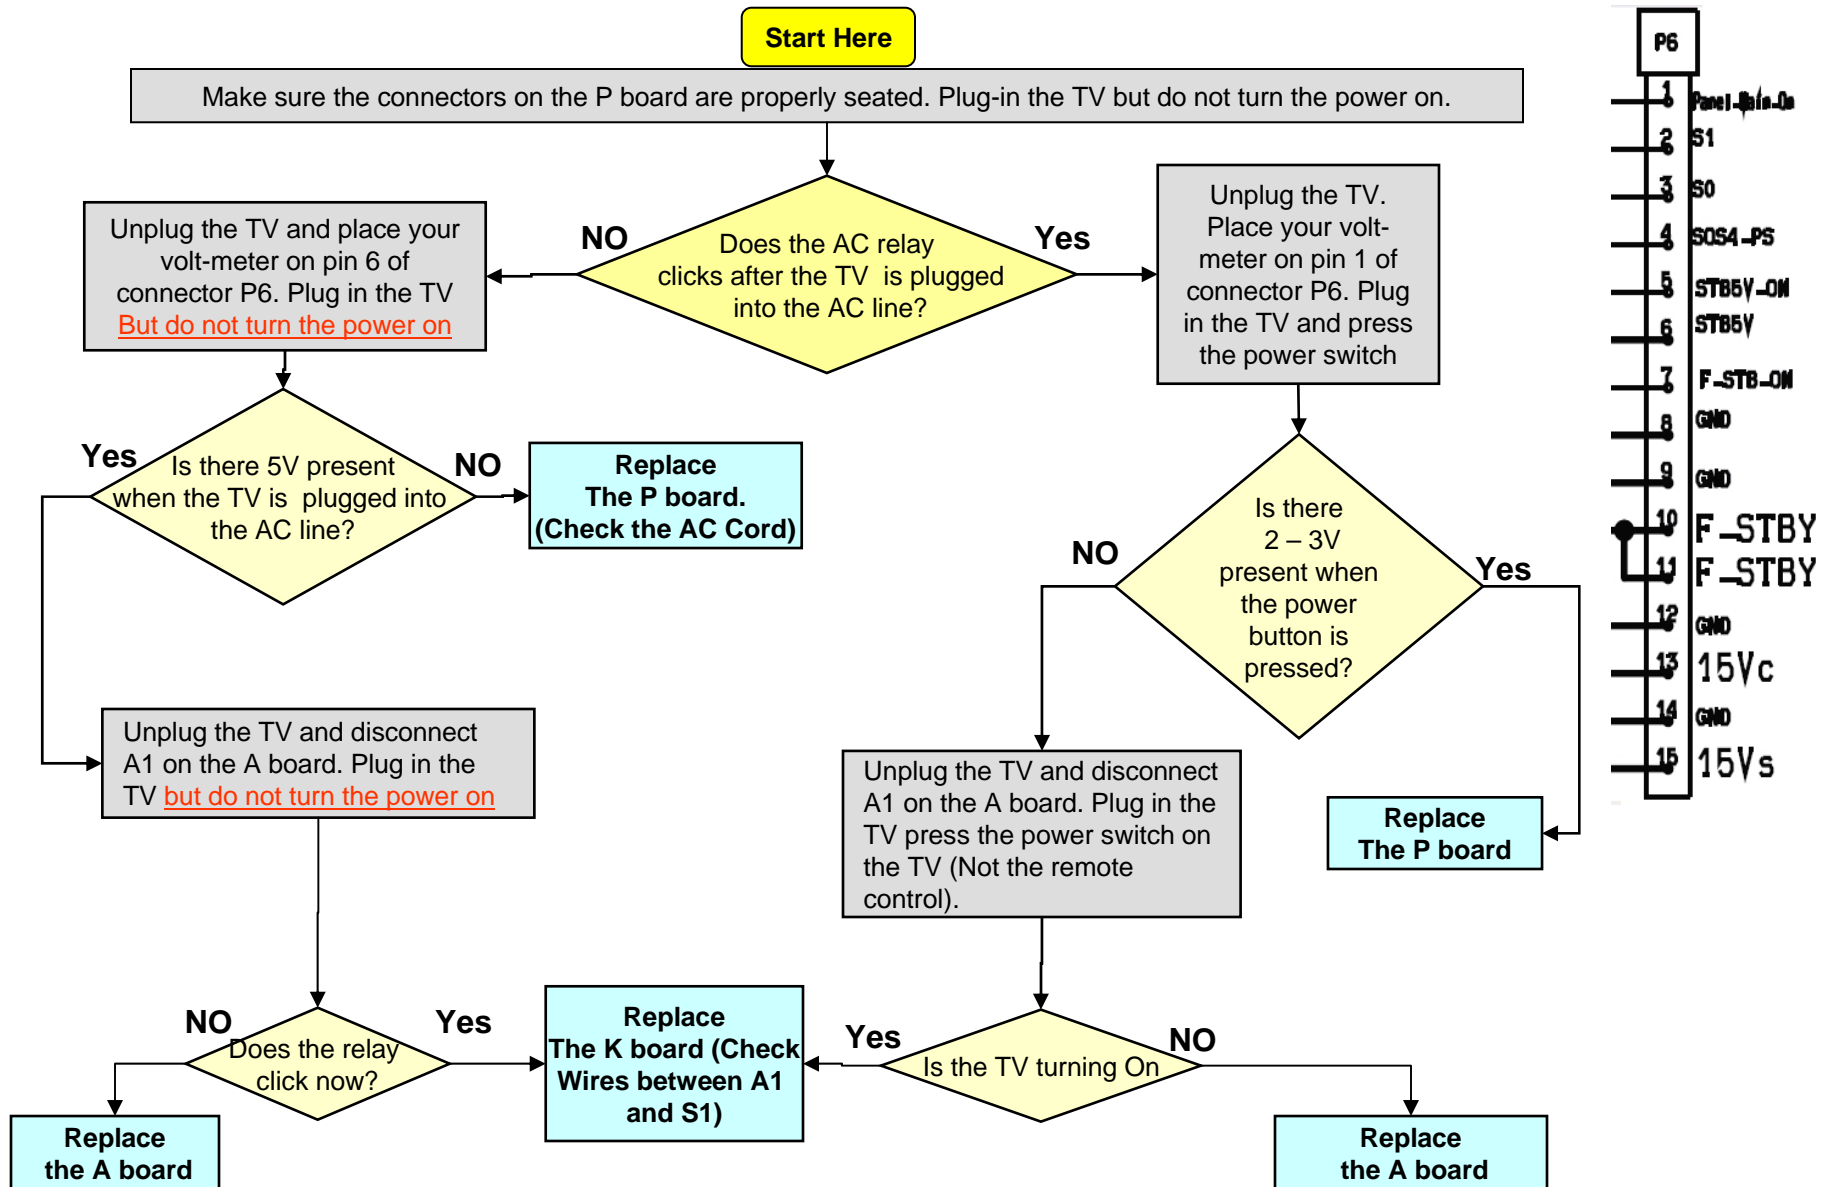 Start Here
Make sure the connectors on the P board are properly seated. Plug-in the TV but do not turn the power on.
Does the AC relay
clicks after the TV is plugged
into the AC line?
NO
Yes
Unplug the TV and place your
volt-meter on pin 6 of
connector P6. Plug in the TV
But do not turn the power on
Unplug the TV.
Place your volt-
meter on pin 1 of
connector P6. Plug
in the TV and press
the power switch
Is there 5V present
when the TV is plugged into
the AC line?
Yes
NO
Replace
The P board.
(Check the AC Cord)
Is there
2 – 3V
present when
the power
button is
pressed?
NO
Yes
Unplug the TV and disconnect
A1 on the A board. Plug in the
TV but do not turn the power on
Unplug the TV and disconnect
A1 on the A board. Plug in the
TV press the power switch on
the TV (Not the remote
control).
Replace
The P board
Does the relay
click now?
NO
Yes
Replace
The K board (Check
Wires between A1
and S1)
Is the TV turning On
Yes
NO
Replace
the A board
Replace
the A board
P6
1 Panel-Main-On
2 S1
3 S0
4 SOS4-PS
5 STB5V-ON
6 STB5V
7 F-STB-ON
8 GND
9 GND
10 F-STBY
11 F-STBY
12 GND
13 15Vc
14 GND
15 15Vs